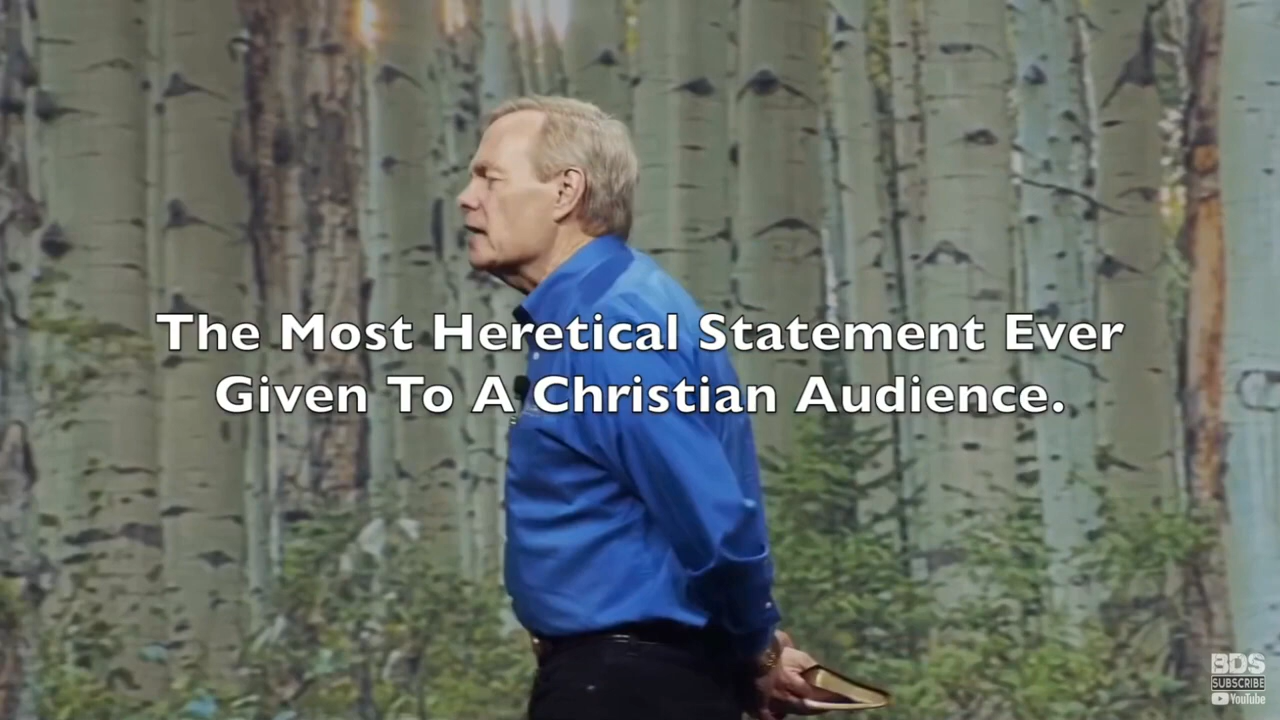 The Most Heretical Statement Ever
Given To A Christian Audience.
BDS
SUBSCRIBE
YouTube